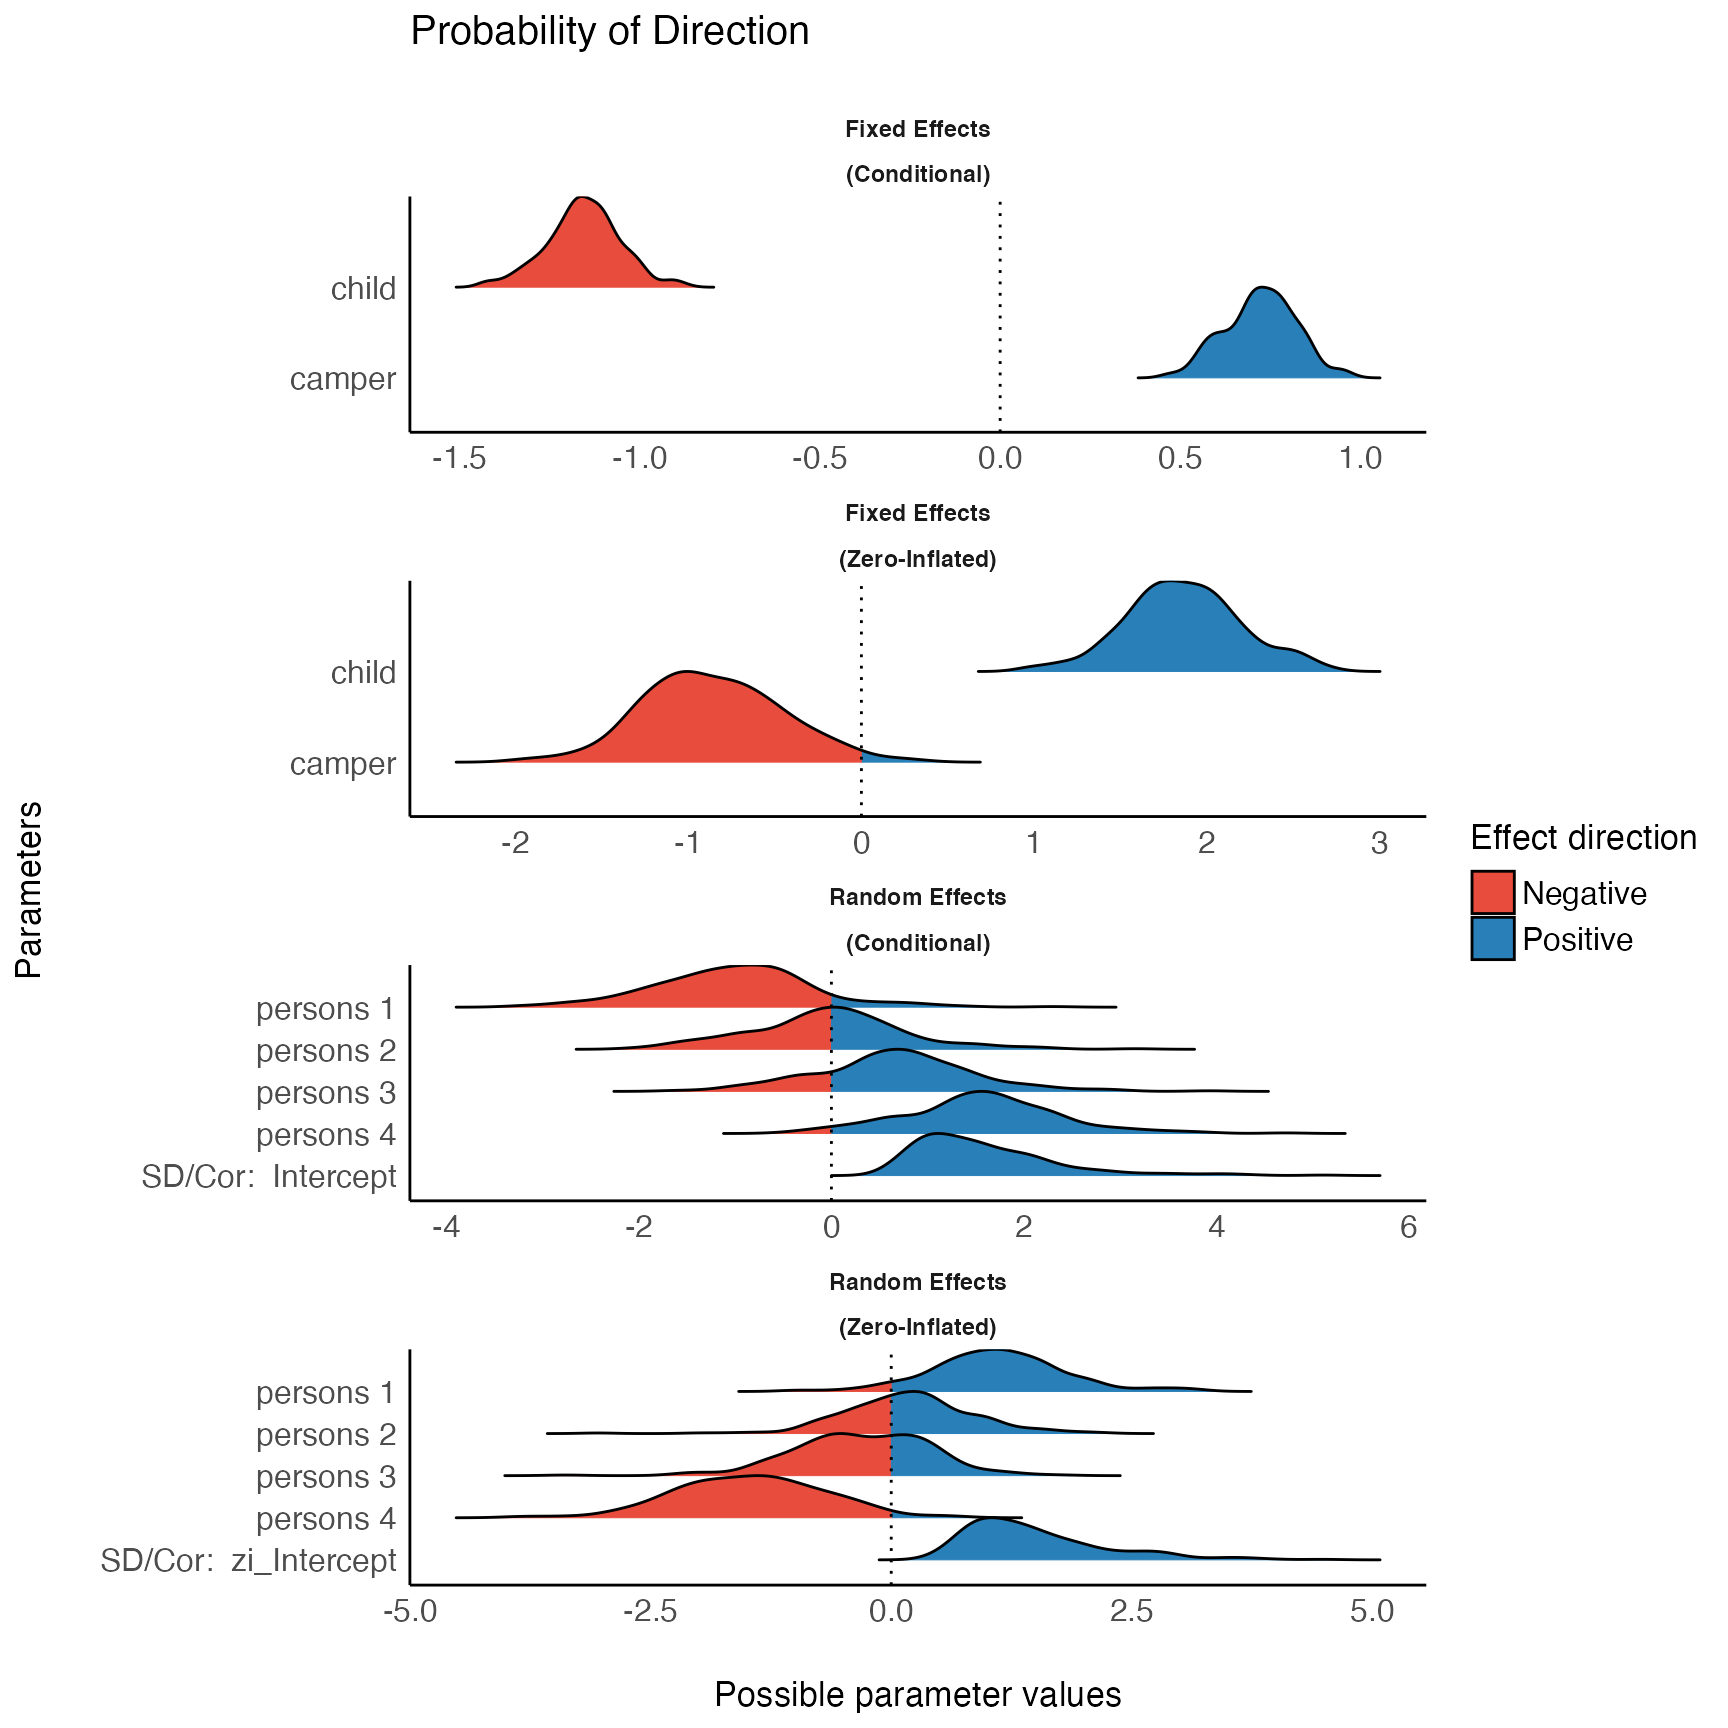 Probability of Direction
Fixed Effects
(Conditional)
child
camper
-1.5 -1.0 -0.5 0.0 0.5 1.0
Fixed Effects
(Zero-Inflated)
child
camper
-2 -1 0 1 2 3
Random Effects
(Conditional)
persons 1
persons 2
persons 3
persons 4
SD/Cor: Intercept
-4 -2 0 2 4 6
Random Effects
(Zero-Inflated)
persons 1
persons 2
persons 3
persons 4
SD/Cor: zi_Intercept
-5.0 -2.5 0.0 2.5 5.0
Possible parameter values
Parameters
Effect direction
Negative
Positive